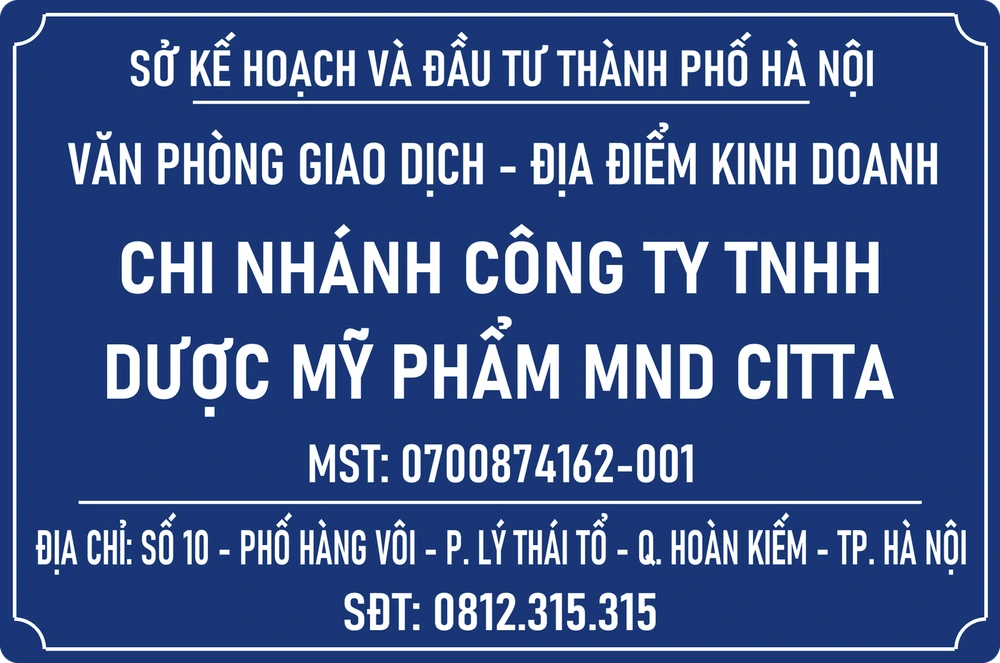 SỞ KẾ HOẠCH VÀ ĐẦU TƯ THÀNH PHỐ HÀ NỘI
VĂN PHÒNG GIAO DỊCH - ĐỊA ĐIỂM KINH DOANH
CHI NHÁNH CÔNG TY TNHH
DƯỢC MỸ PHẨM MND CITTA
MST: 0700874162-001
ĐỊA CHỈ: SỐ 10 - PHỐ HÀNG VÔI - P. LÝ THÁI TỔ - Q. HOÀN KIẾM - TP. HÀ NỘI
SĐT: 0812.315.315